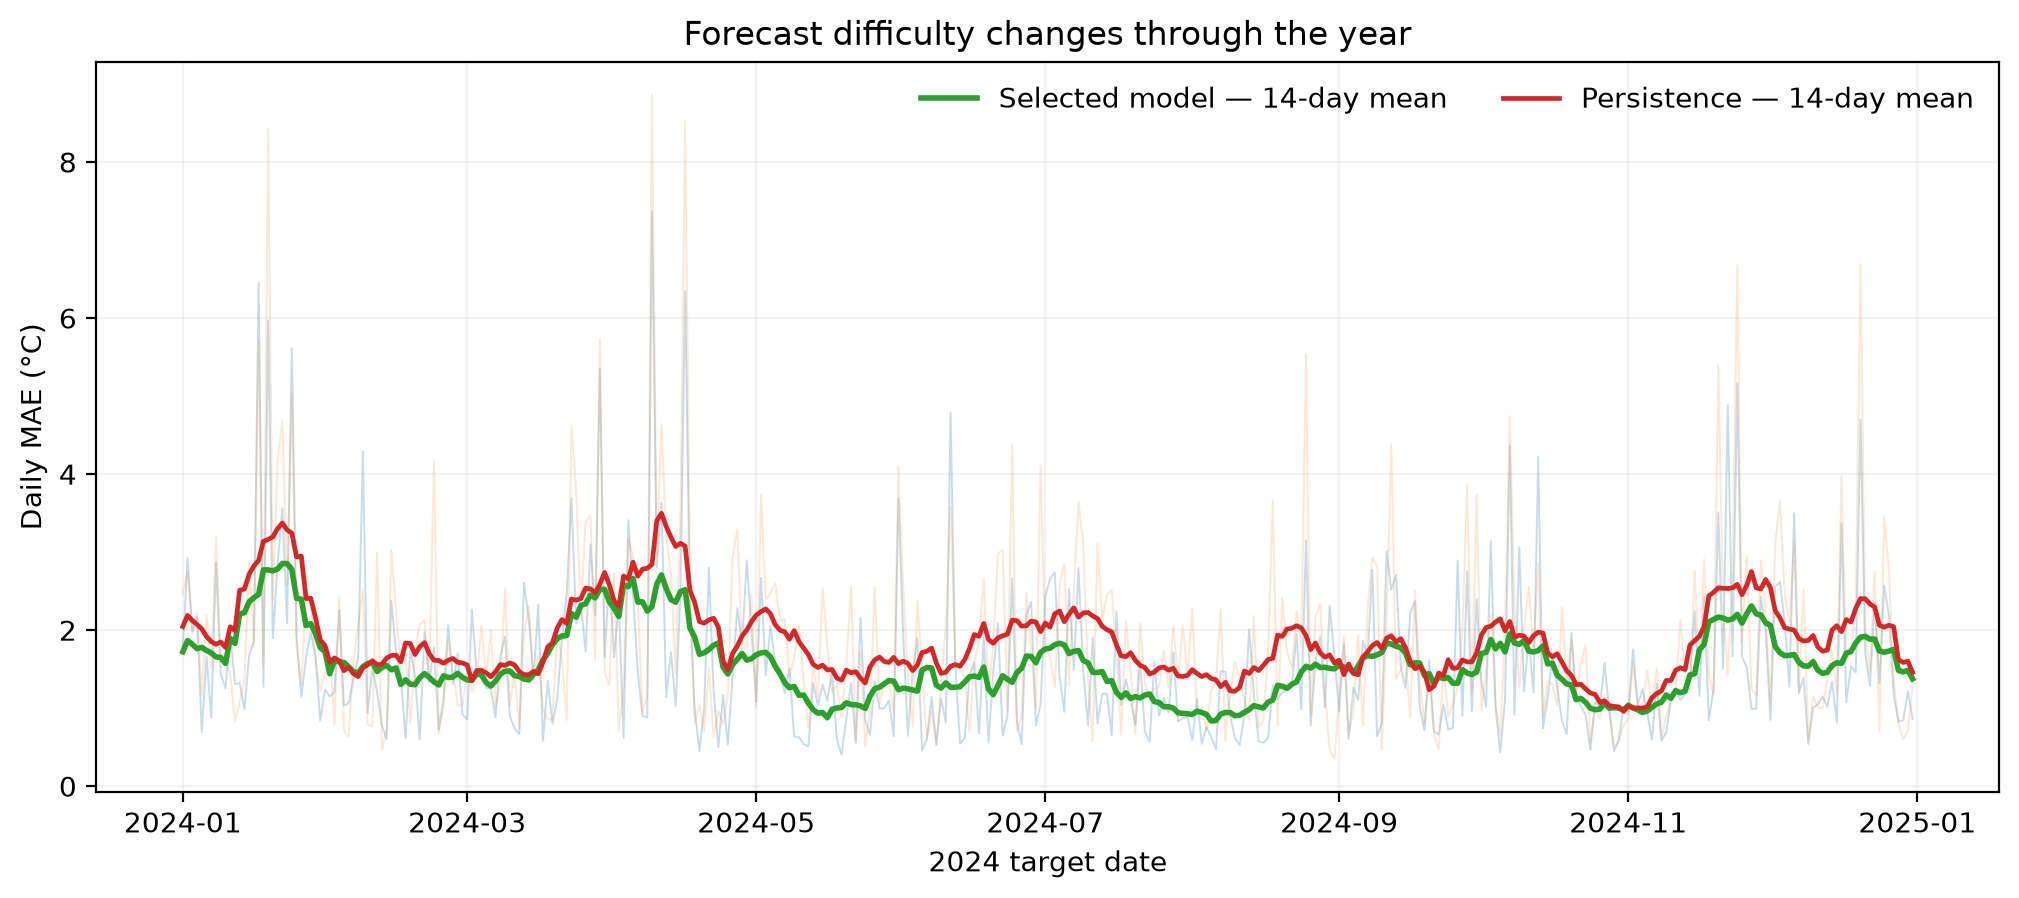 Forecast difficulty changes through the year
Selected model — 14-day mean
Persistence — 14-day mean
Daily MAE (°C)
8
6
4
2
0
2024-01
2024-03
2024-05
2024-07
2024-09
2024-11
2025-01
2024 target date